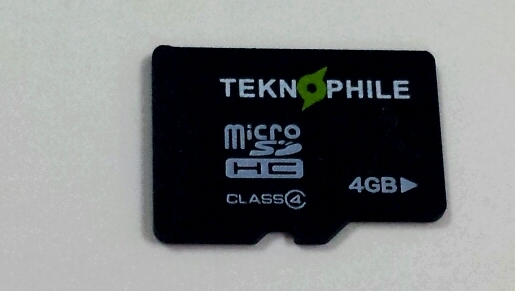 TEKNOPHILE
micro
SD
HC
CLASS 4
4GB